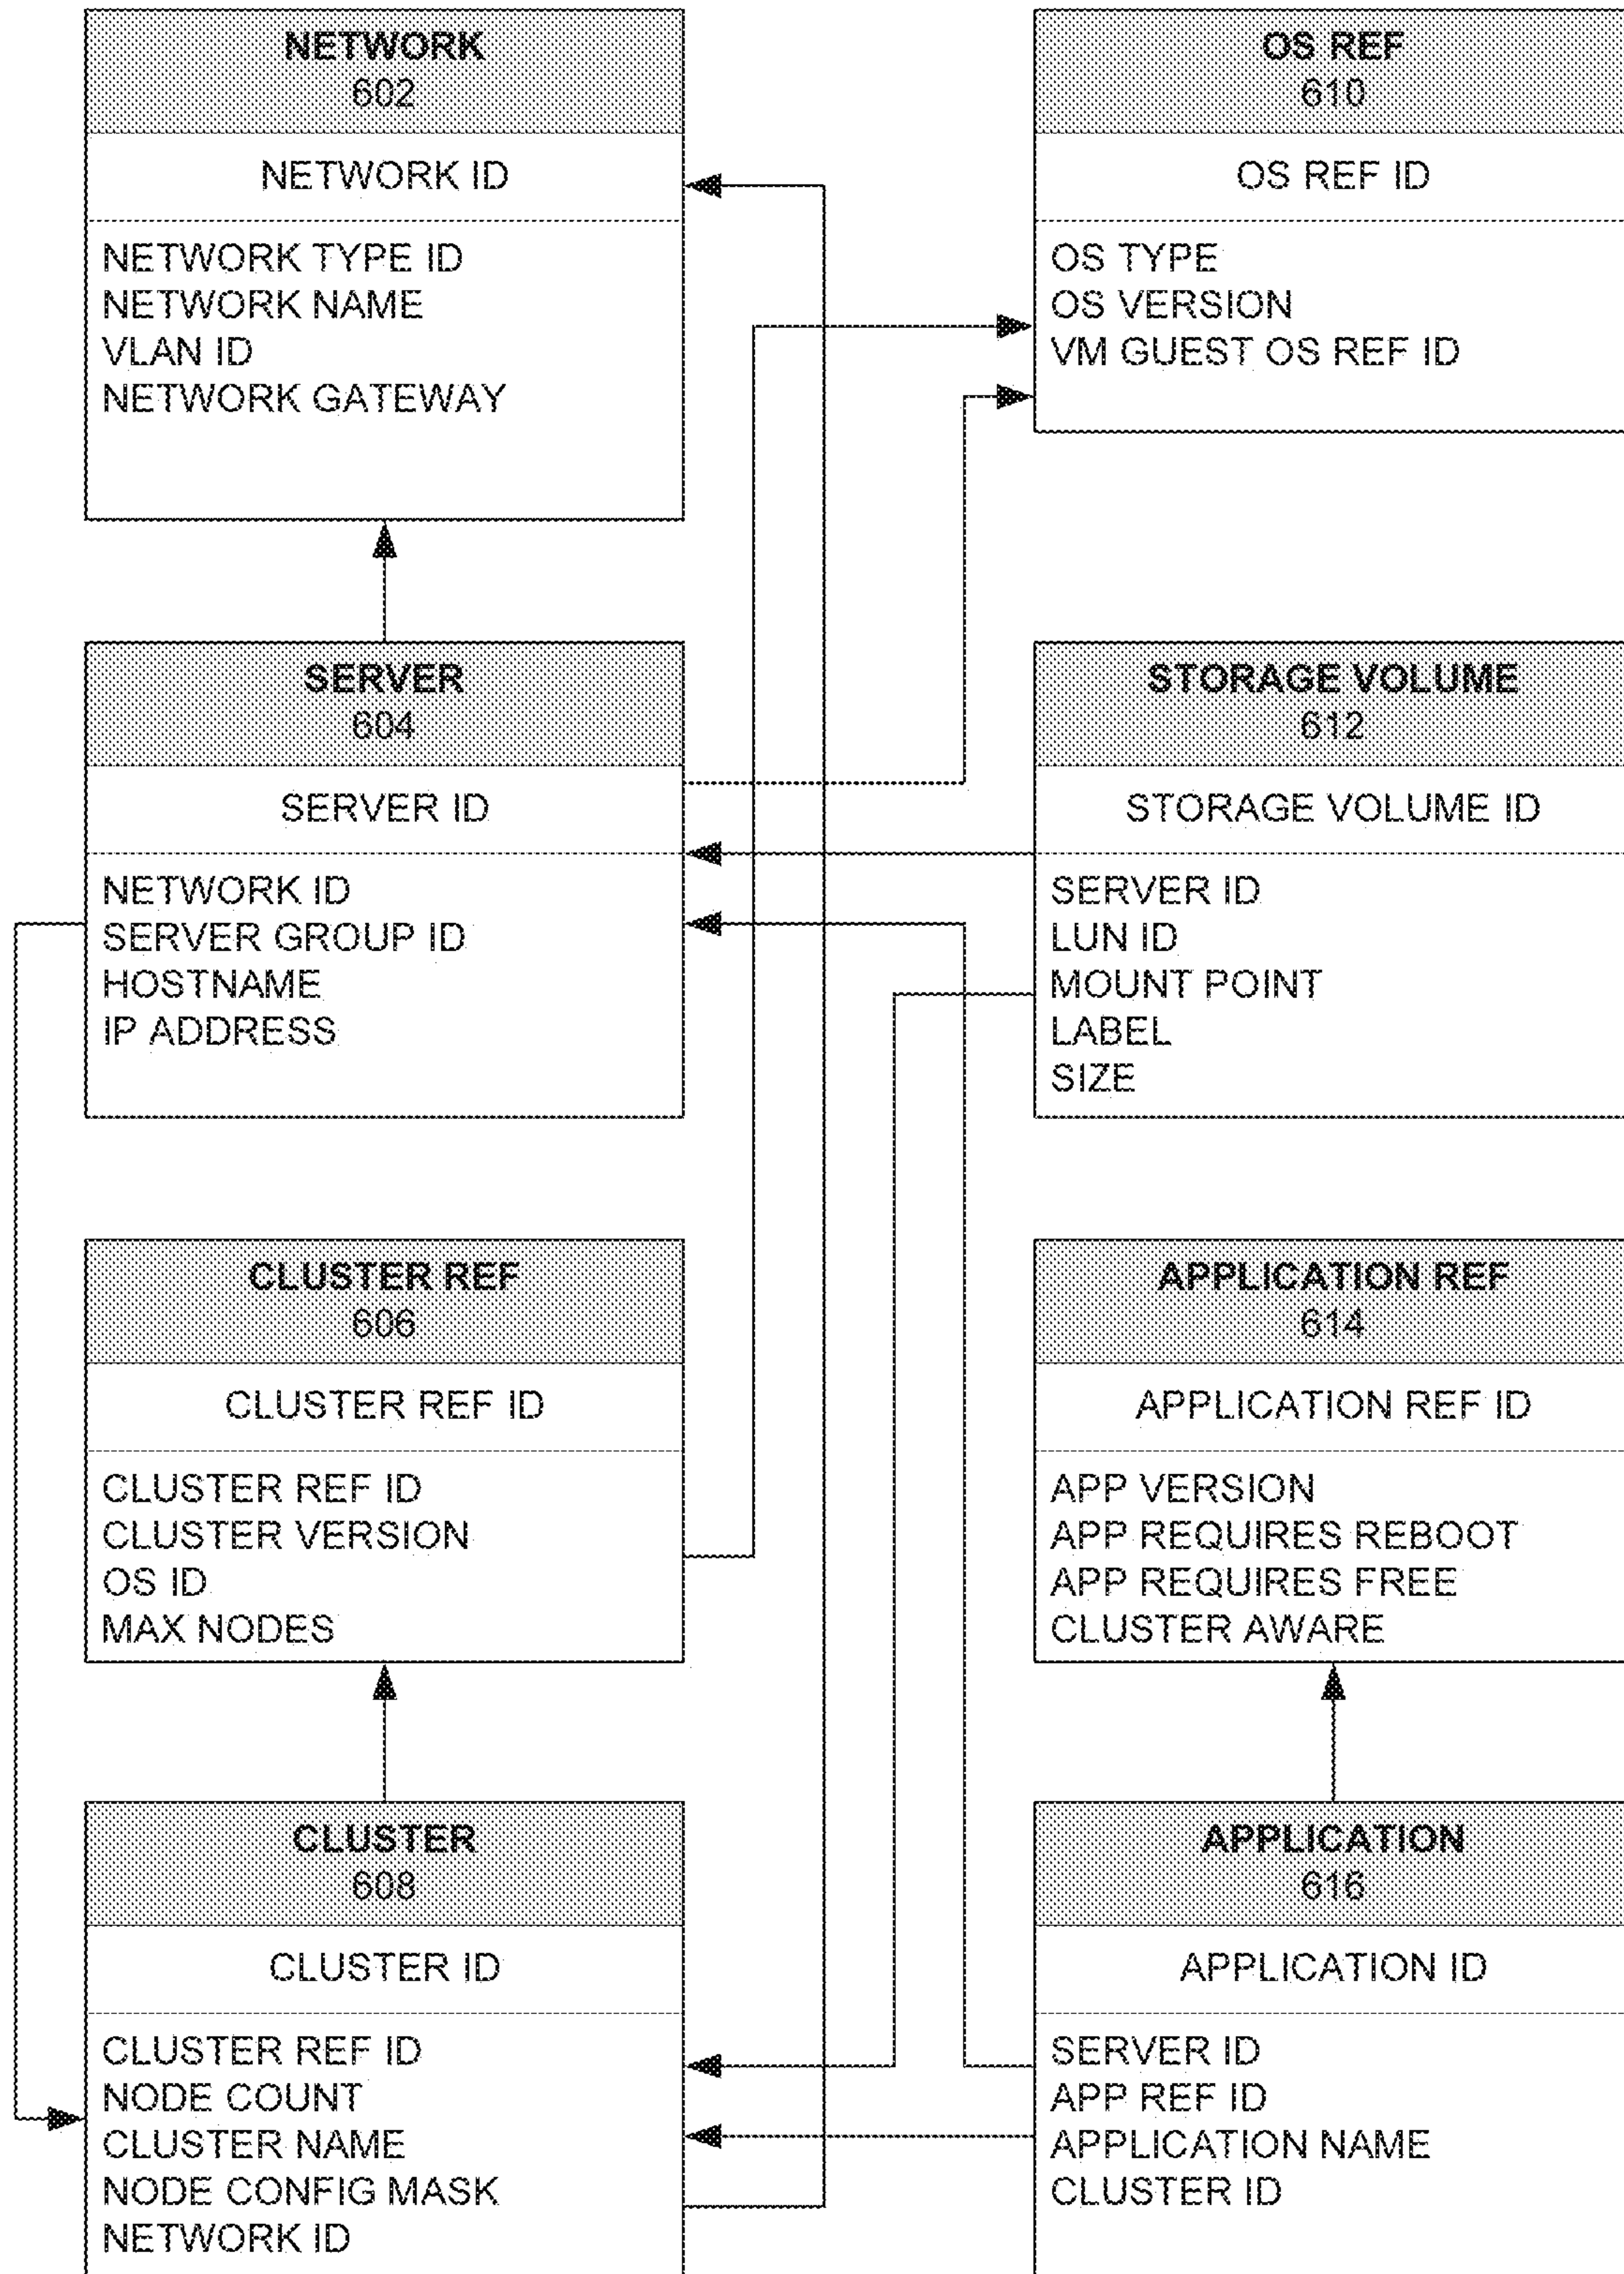 NETWORK
602
NETWORK ID
NETWORK TYPE ID
NETWORK NAME
VLAN ID
NETWORK GATEWAY
OS REF
610
OS REF ID
OS TYPE
OS VERSION
VM GUEST OS REF ID
SERVER
604
SERVER ID
NETWORK ID
SERVER GROUP ID
HOSTNAME
IP ADDRESS
STORAGE VOLUME
612
STORAGE VOLUME ID
SERVER ID
LUN ID
MOUNT POINT
LABEL
SIZE
CLUSTER REF
606
CLUSTER REF ID
CLUSTER REF ID
CLUSTER VERSION
OS ID
MAX NODES
APPLICATION REF
614
APPLICATION REF ID
APP VERSION
APP REQUIRES REBOOT
APP REQUIRES FREE
CLUSTER AWARE
CLUSTER
608
CLUSTER ID
CLUSTER REF ID
NODE COUNT
CLUSTER NAME
NODE CONFIG MASK
NETWORK ID
APPLICATION
616
APPLICATION ID
SERVER ID
APP REF ID
APPLICATION NAME
CLUSTER ID